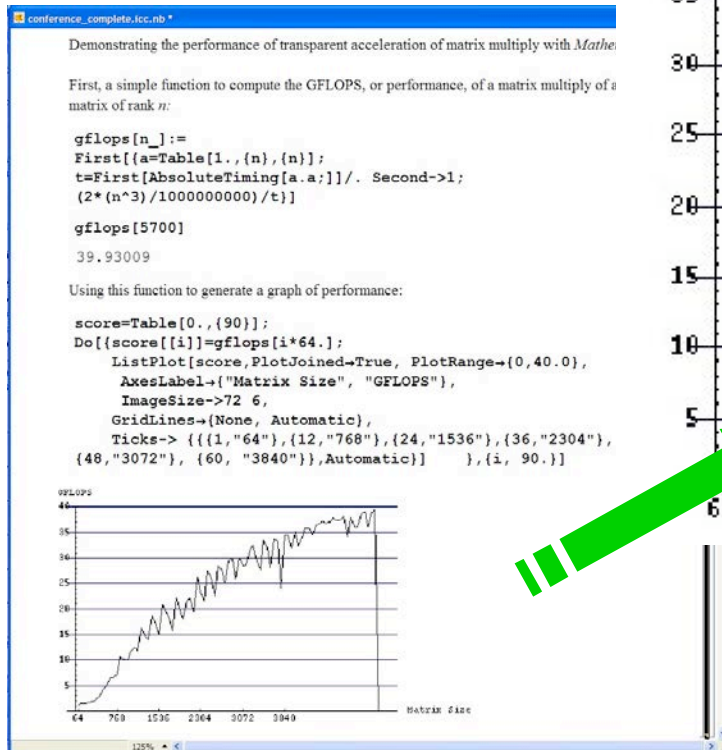 conference_complete.icc.nb *
Demonstrating the performance of transparent acceleration of matrix multiply with
First, a simple function to compute the GFLOPS, or performance, of a matrix multiply of a
matrix of rank n:
gflops[n_]:=
First[{a=Table[1.,{n},{n}];
t=First[AbsoluteTiming[a.a;]]/. Second->1;
(2*(n^3)/1000000000)/t}]
gflops[5700]
39.93009
Using this function to generate a graph of performance:
score=Table[0.,{90}];
Do[{score[[i]]=gflops[i*64.];
ListPlot[score,PlotJoined→True, PlotRange→{0,40.0},
AxesLabel→{"Matrix Size", "GFLOPS"},
ImageSize->72 6,
GridLines→{None, Automatic},
Ticks-> {{{1,"64"},{12,"768"},{24,"1536"},{36,"2304"},
{48,"3072"}, {60, "3840"}},Automatic}] },{i, 90.}]
GFLOPS
40
35
30
25
20
15
10
5
64 768 1536 2304 3072 3840
Matrix Size
125%
30
25
20
15
10
5
6